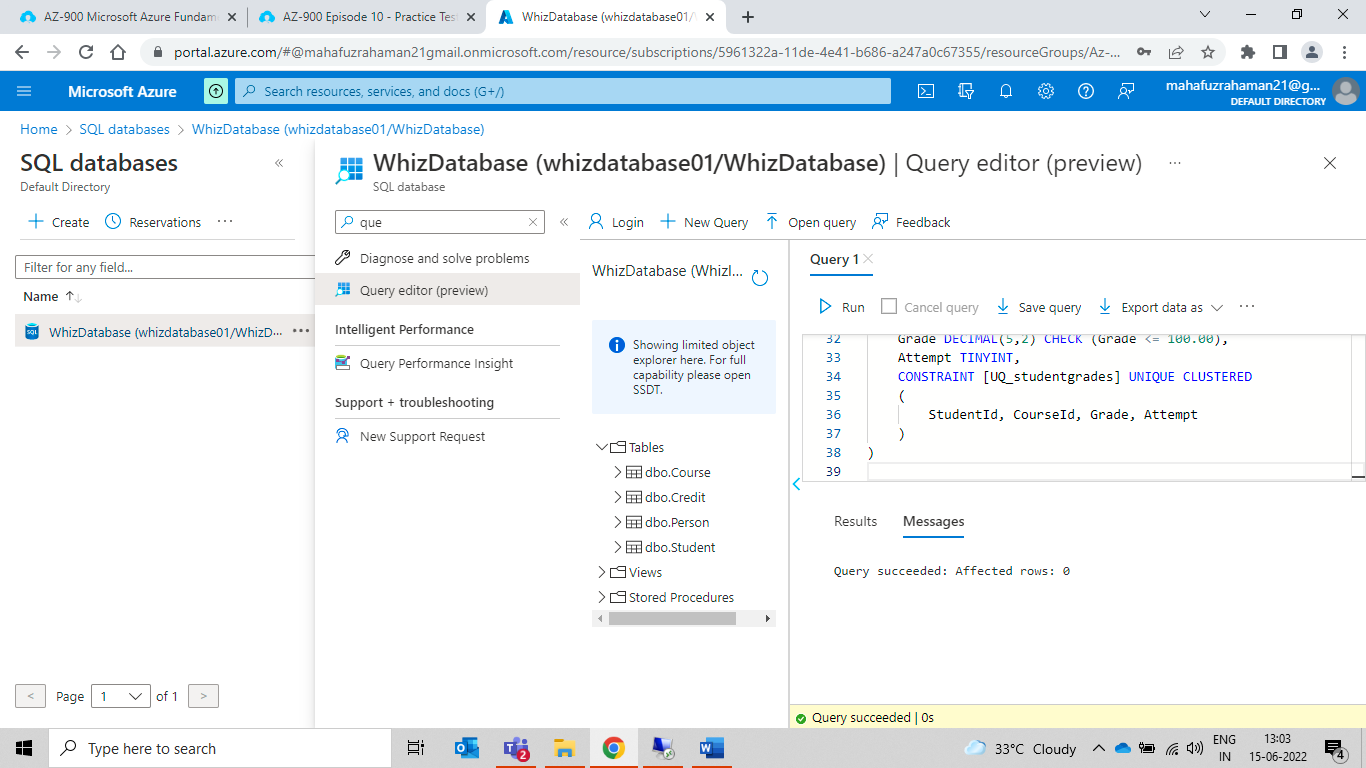 AZ-900 Microsoft Azure Fundam
AZ-900 Episode 10 - Practice Tes
WhizDatabase (whizdatabase01/
portal.azure.com/#@mahafuzrahaman21gmail.onmicrosoft.com/resource/subscriptions/5961322a-11de-4e41-b686-a247a0c67355/resourceGroups/Az-...
Microsoft Azure
Search resources, services, and docs (G+/)
mahafuzrahaman21@g...
DEFAULT DIRECTORY
Home > SQL databases > WhizDatabase (whizdatabase01/WhizDatabase)
SQL databases
Default Directory
Create
Reservations
...
Filter for any field...
Name
WhizDatabase (whizdatabase01/WhizD...
Page 1 of 1
WhizDatabase (whizdatabase01/WhizDatabase) | Query editor (preview)
...
SQL database
que
Diagnose and solve problems
Query editor (preview)
Intelligent Performance
Query Performance Insight
Support + troubleshooting
New Support Request
Login
New Query
Open query
Feedback
WhizDatabase (Whizl...
Showing limited object
explorer here. For full
capability please open
SSDT.
Tables
dbo.Course
dbo.Credit
dbo.Person
dbo.Student
Views
Stored Procedures
Query 1
Run
Cancel query
Save query
Export data as
...
32 Grade DECIMAL(5,2) CHECK (Grade <= 100.00),
33 Attempt TINYINT,
34 CONSTRAINT [UQ_studentgrades] UNIQUE CLUSTERED
35 (
36 StudentId, CourseId, Grade, Attempt
37 )
38 )
39
Results
Messages
Query succeeded: Affected rows: 0
Query succeeded | 0s
Type here to search
2
33°C Cloudy
ENG
IN
13:03
15-06-2022
4